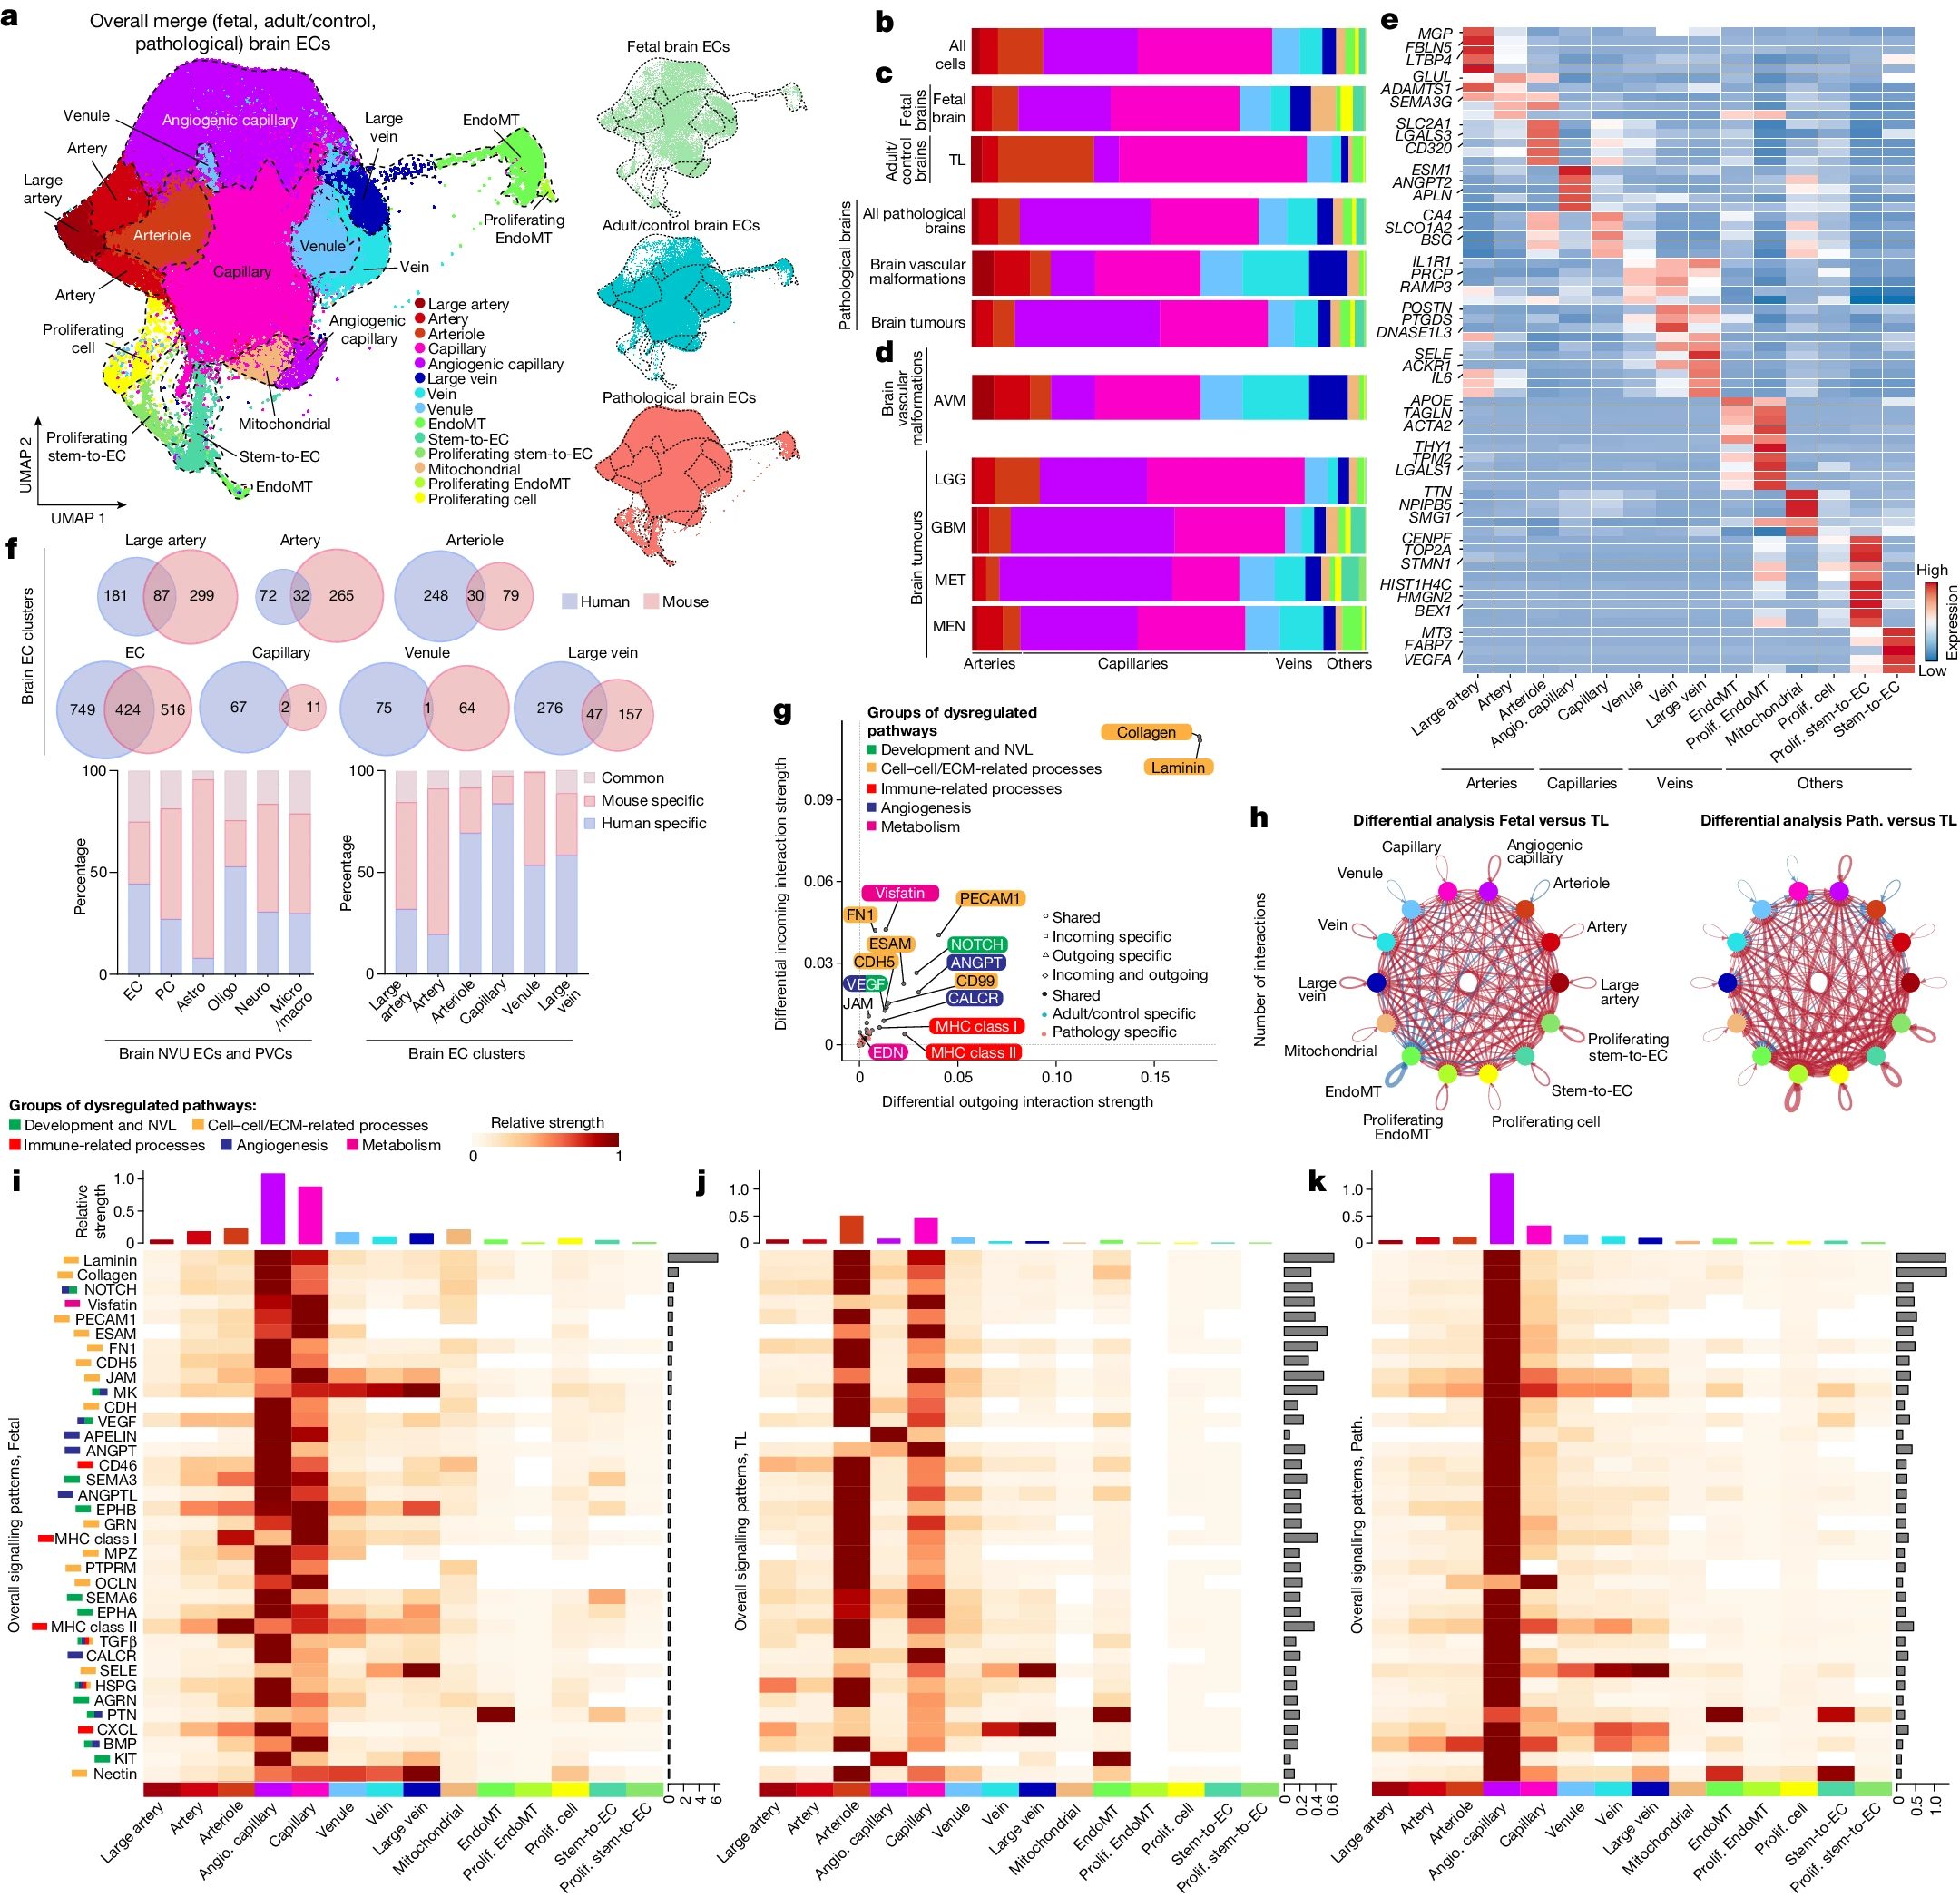 a
Overall merge (fetal, adult/control,
pathological) brain ECs
Venule
Artery
Large
artery
Angiogenic capillary
Large
vein
EndoMT
Proliferating
EndoMT
Arteriole
Venule
Capillary
Vein
Artery
Proliferating
cell
Angiogenic
capillary
Mitochondrial
Proliferating
stem-to-EC
Stem-to-EC
EndoMT
UMAP 2
UMAP 1
Large artery
Artery
Arteriole
Capillary
Angiogenic capillary
Large vein
Vein
Venule
EndoMT
Stem-to-EC
Proliferating stem-to-EC
Mitochondrial
Proliferating EndoMT
Proliferating cell
Fetal brain ECs
Adult/control brain ECs
Pathological brain ECs
b
All
cells
c
Fetal
brains
Fetal
brain
Adult/
control
brains
TL
Pathological brains
All pathological
brains
Brain vascular
malformations
Brain tumours
d
Brain
vascular
malformations
AVM
Brain tumours
LGG
GBM
MET
MEN
Arteries
Capillaries
Veins
Others
e
MGP
FBLN5
LTBP4
GLUL
ADAMTS1
SEMA3G
SLC2A1
LGALS3
CD320
ESM1
ANGPT2
APLN
CA4
SLCO1A2
BSG
IL1R1
PRCP
RAMP3
POSTN
PTGDS
DNASE1L3
SELE
ACKR1
IL6
APOE
TAGLN
ACTA2
THY1
TPM2
LGALS1
TTN
NPIPB5
SMG1
CENPF
TOP2A
STMN1
HIST1H4C
HMGN2
BEX1
MT3
FABP7
VEGFA
High
Expression
Low
Large artery
Artery
Arteriole
Angio. capillary
Capillary
Venule
Vein
Large vein
EndoMT
Prolif. EndoMT
Mitochondrial
Prolif. cell
Prolif. stem-to-EC
Stem-to-EC
Arteries
Capillaries
Veins
Others
f
Brain EC clusters
Large artery
181 87 299
Artery
72 32 265
Arteriole
248 30 79
Human
Mouse
EC
749 424 516
Capillary
67 2 11
Venule
75 1 64
Large vein
276 47 157
Percentage
100
50
0
EC
PC
Astro
Oligo
Neuro
Micro
/macro
Brain NVU ECs and PVCs
Percentage
100
50
0
Large
artery
Artery
Arteriole
Capillary
Venule
Large
vein
Brain EC clusters
Common
Mouse specific
Human specific
g
Groups of dysregulated
pathways
Development and NVL
Cell–cell/ECM-related processes
Immune-related processes
Angiogenesis
Metabolism
Collagen
Laminin
Visfatin
PECAM1
FN1
ESAM
NOTCH
CDH5
ANGPT
VEGF
CD99
JAM
CALCR
MHC class I
EDN
MHC class II
Shared
Incoming specific
Outgoing specific
Incoming and outgoing
Shared
Adult/control specific
Pathology specific
Differential incoming interaction strength
0.09
0.06
0.03
0
0
0.05
0.10
0.15
Differential outgoing interaction strength
h
Differential analysis Fetal versus TL
Differential analysis Path. versus TL
Number of interactions
Capillary
Angiogenic
capillary
Venule
Arteriole
Vein
Artery
Large
vein
Large
artery
Mitochondrial
Proliferating
stem-to-EC
EndoMT
Stem-to-EC
Proliferating
EndoMT
Proliferating cell
Groups of dysregulated pathways:
Development and NVL
Cell–cell/ECM-related processes
Immune-related processes
Angiogenesis
Metabolism
Relative strength
0
1
i
Relative
strength
1.0
0.5
0
Overall signalling patterns, Fetal
Laminin
Collagen
NOTCH
Visfatin
PECAM1
ESAM
FN1
CDH5
JAM
MK
CDH
VEGF
APELIN
ANGPT
CD46
SEMA3
ANGPTL
EPHB
GRN
MHC class I
MPZ
PTPRM
OCLN
SEMA6
EPHA
MHC class II
TGFβ
CALCR
SELE
HSPG
AGRN
PTN
CXCL
BMP
KIT
Nectin
0 2 4 6
Large artery
Artery
Arteriole
Angio. capillary
Capillary
Venule
Vein
Large vein
Mitochondrial
EndoMT
Prolif. EndoMT
Prolif. cell
Stem-to-EC
Prolif. stem-to-EC
j
1.0
0.5
0
Overall signalling patterns, TL
0 0.2 0.4 0.6
Large artery
Artery
Arteriole
Angio. capillary
Capillary
Venule
Vein
Large vein
Mitochondrial
EndoMT
Prolif. EndoMT
Prolif. cell
Stem-to-EC
Prolif. stem-to-EC
k
1.0
0.5
0
Overall signalling patterns, Path.
0 0.5 1.0
Large artery
Artery
Arteriole
Angio. capillary
Capillary
Venule
Vein
Large vein
Mitochondrial
EndoMT
Prolif. EndoMT
Prolif. cell
Stem-to-EC
Prolif. stem-to-EC